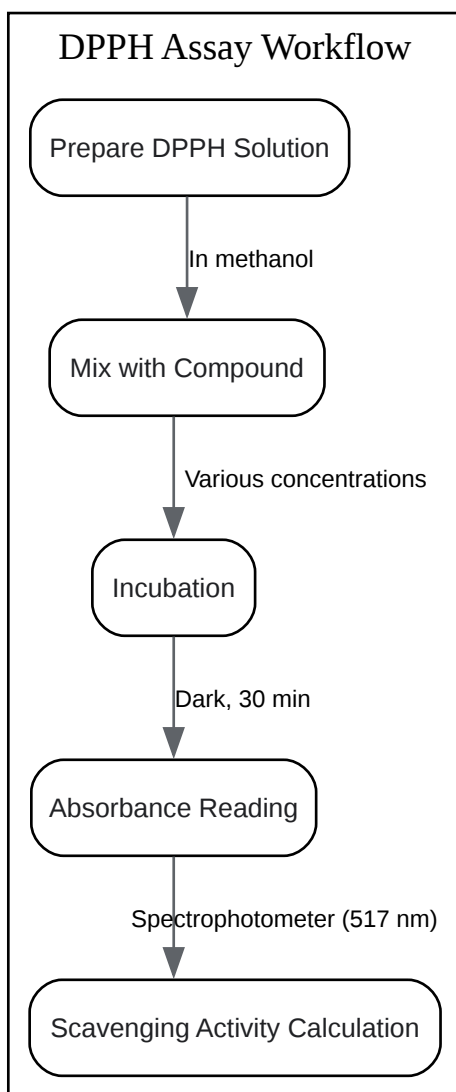 DPPH Assay Workflow
Prepare DPPH Solution
In methanol
Mix with Compound
Various concentrations
Incubation
Dark, 30 min
Absorbance Reading
Spectrophotometer (517 nm)
Scavenging Activity Calculation